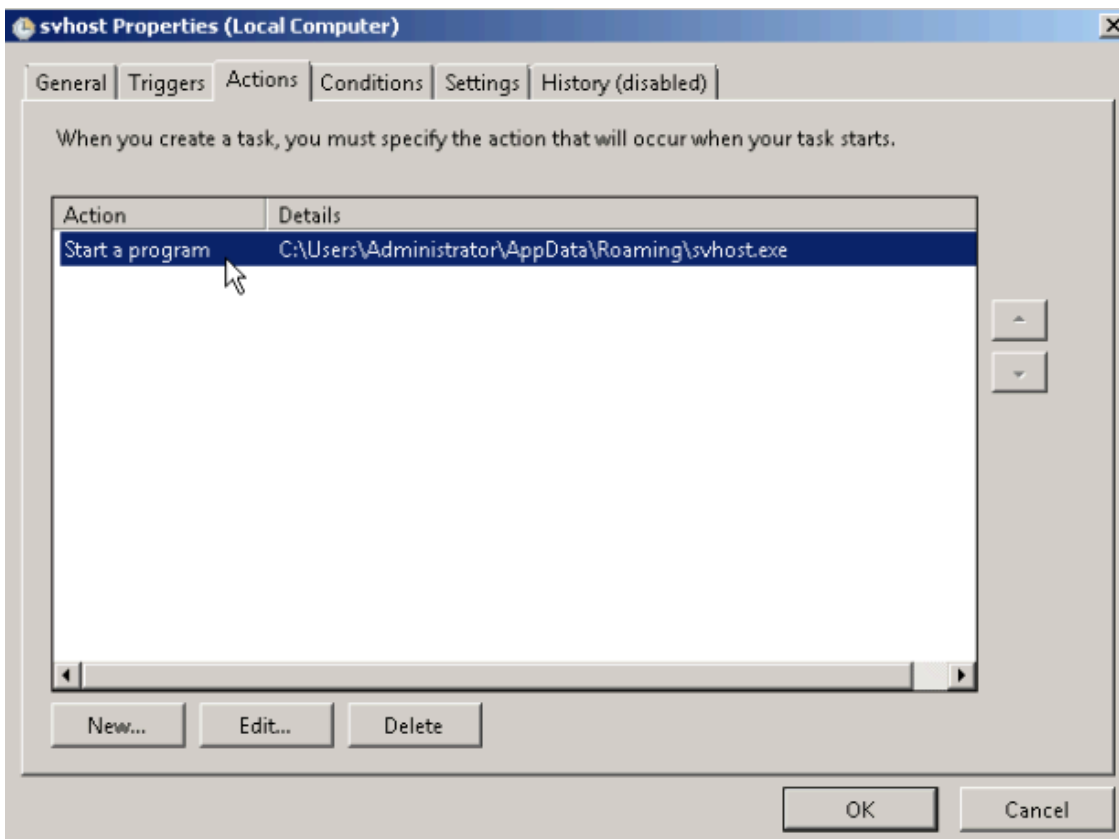 svhost Properties (Local Computer)
General Triggers Actions Conditions Settings History (disabled)
When you create a task, you must specify the action that will occur when your task starts.
Action Details
Start a program C:\Users\Administrator\AppData\Roaming\svhost.exe
New... Edit... Delete
OK Cancel